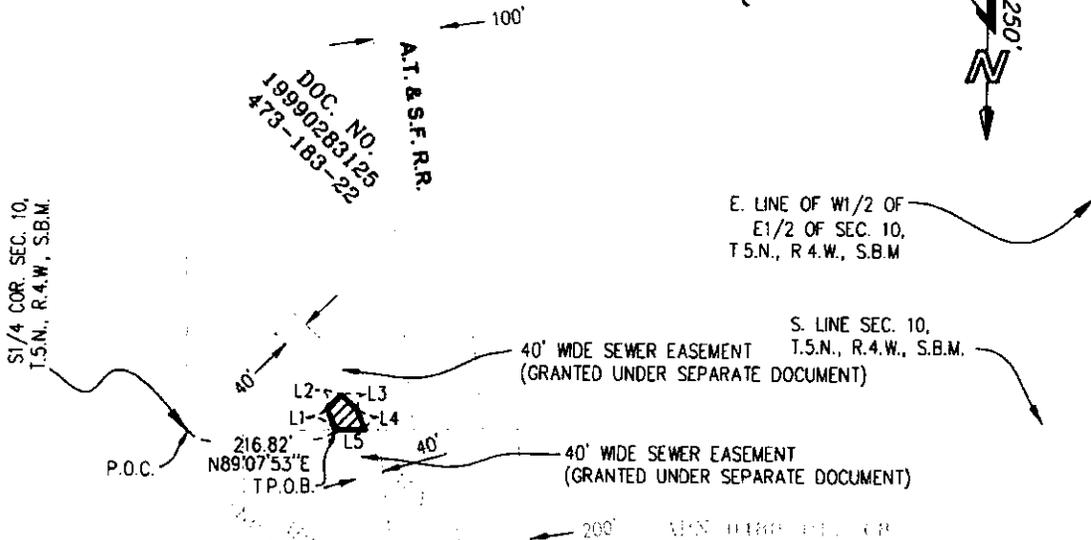 100'
250'
N
A.T. & S.F. R.R.
DOC. NO.
19990283125
473-183-22
S1/4 COR. SEC. 10,
T.5.N., R.4.W, S.B.M.
E. LINE OF W1/2 OF
E1/2 OF SEC. 10,
T 5.N., R 4.W., S.B.M
S. LINE SEC. 10,
T.5.N., R.4.W., S.B.M.
40' WIDE SEWER EASEMENT
(GRANTED UNDER SEPARATE DOCUMENT)
40'
L2
L3
L1
L4
L5
216.82'
N89°07'53"E
P.O.C.
T P.O.B.
40'
40' WIDE SEWER EASEMENT
(GRANTED UNDER SEPARATE DOCUMENT)
200'